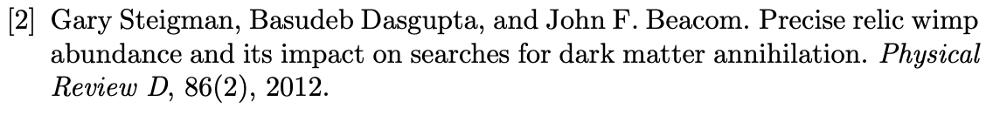 [2] Gary Steigman, Basudeb Dasgupta, and John F. Beacom. Precise relic wimp
abundance and its impact on searches for dark matter annihilation. Physical
Review D, 86(2), 2012.